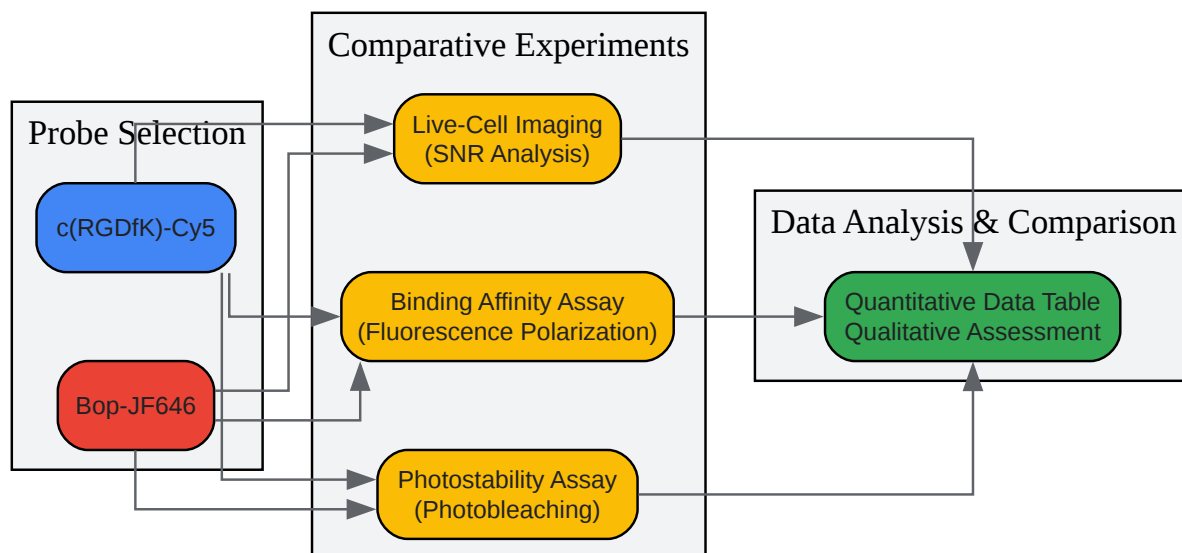 Probe Selection
c(RGDfK)-Cy5
Bop-JF646
Comparative Experiments
Live-Cell Imaging
(SNR Analysis)
Binding Affinity Assay
(Fluorescence Polarization)
Photostability Assay
(Photobleaching)
Data Analysis & Comparison
Quantitative Data Table
Qualitative Assessment